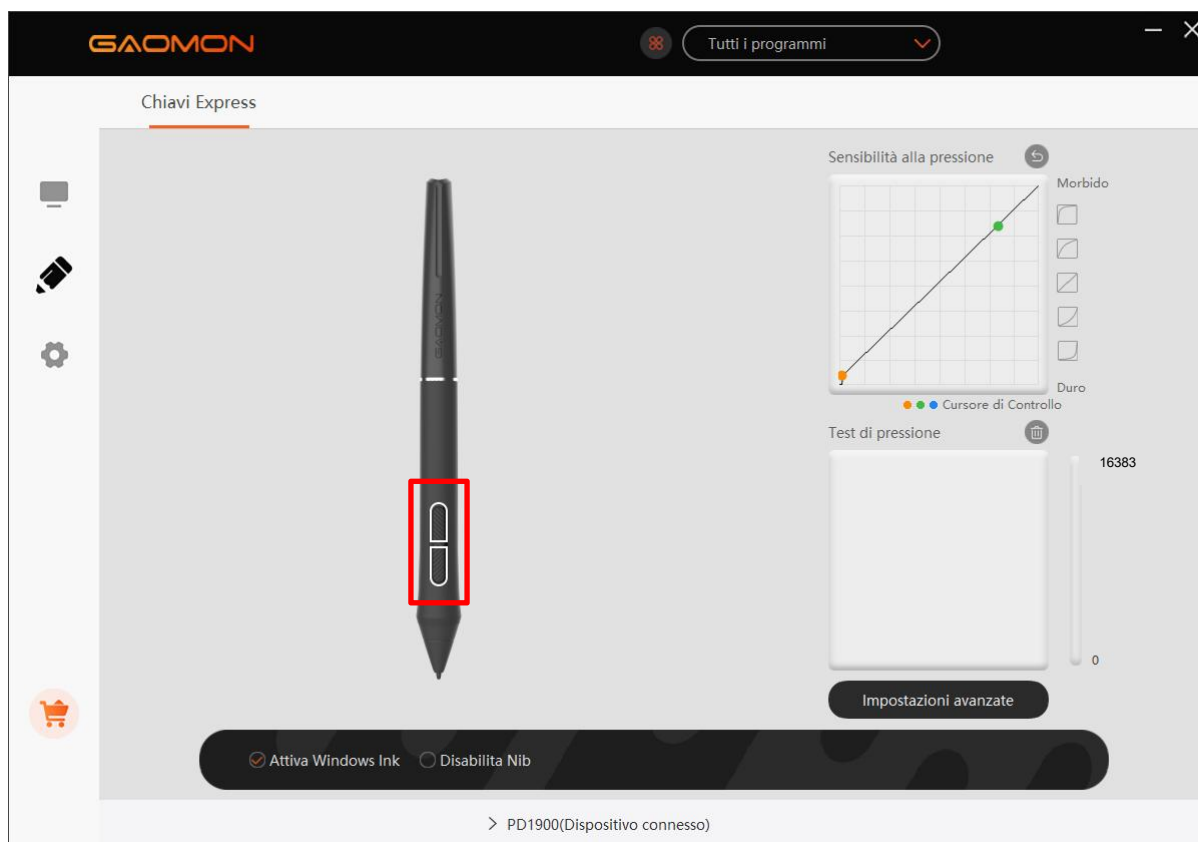 GAOMON
Tutti i programmi
Chiavi Express
Sensibilità alla pressione
Morbido
GAOMON
Duro
Cursore di Controllo
Test di pressione
16383
0
Impostazioni avanzate
Attiva Windows Ink
Disabilita Nib
PD1900(Dispositivo connesso)